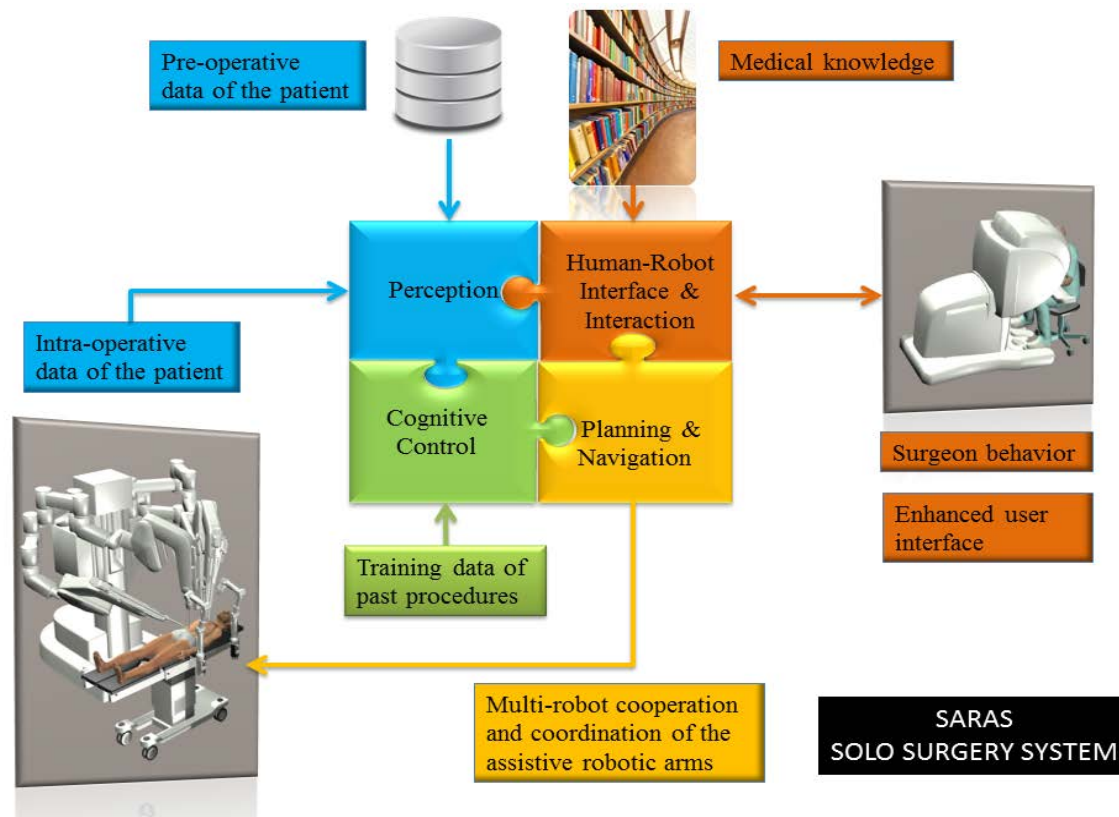 Pre-operative
data of the patient
Medical knowledge
Perception
Human-Robot
Interface &
Interaction
Intra-operative
data of the patient
Cognitive
Control
Planning &
Navigation
Surgeon behavior
Enhanced user
interface
Training data of
past procedures
Multi-robot cooperation
and coordination of the
assistive robotic arms
SARAS
SOLO SURGERY SYSTEM